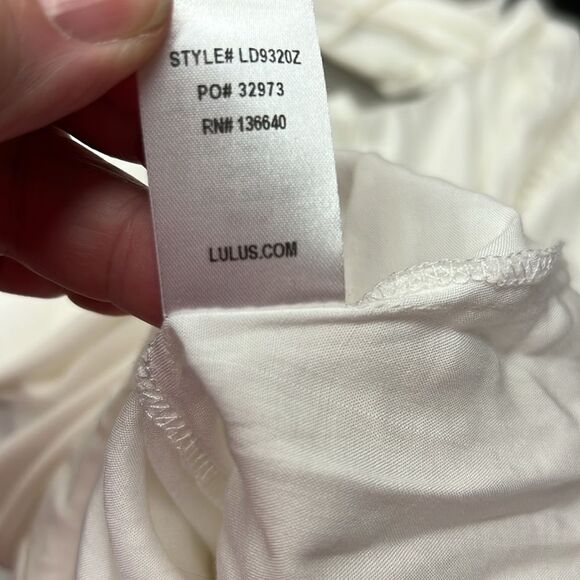 STYLE# LD9320Z
PO# 32973
RN# 136640
LULUS.COM